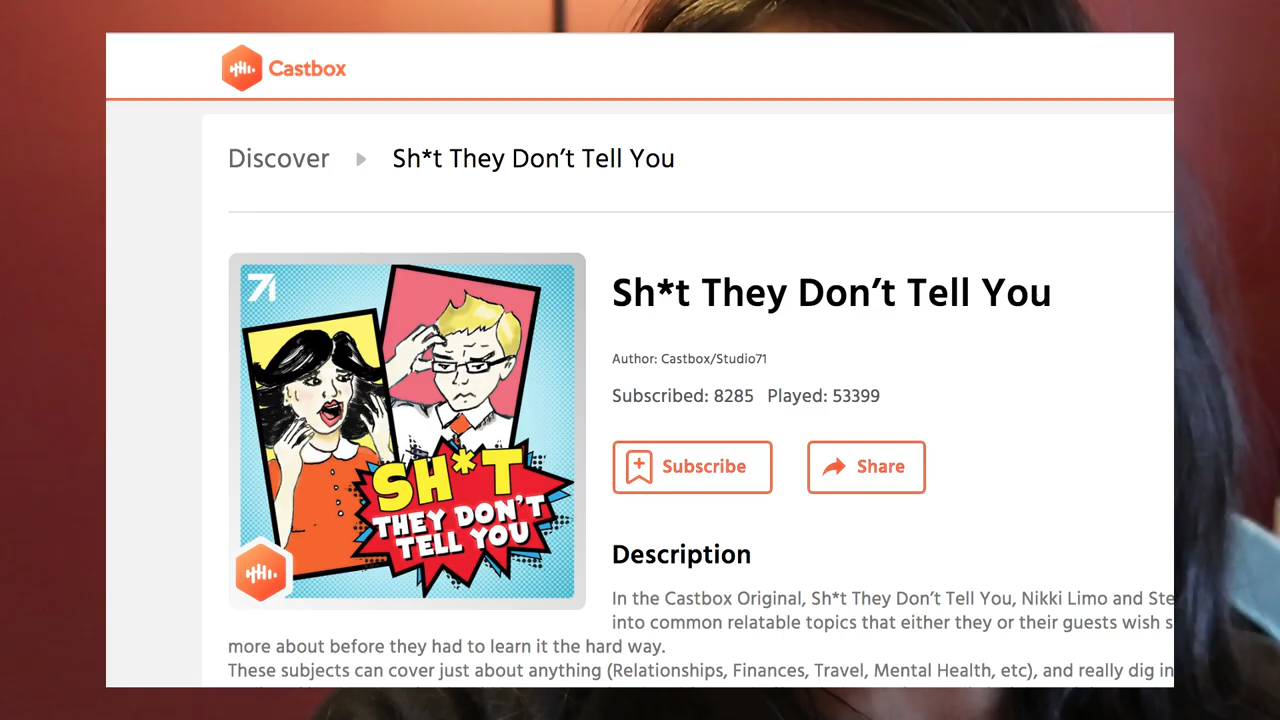 Castbox
Discover
Sh*t They Don't Tell You
71
SH*T
THEY DON'T
TELL YOU
Sh*t They Don't Tell You
Author: Castbox/Studio71
Subscribed: 8285 Played: 53399
Subscribe
Share
Description
In the Castbox Original, Sh*t They Don't Tell You, Nikki Limo and Ste
into common relatable topics that either they or their guests wish s
more about before they had to learn it the hard way.
These subjects can cover just about anything (Relationships, Finances, Travel, Mental Health, etc), and really dig in